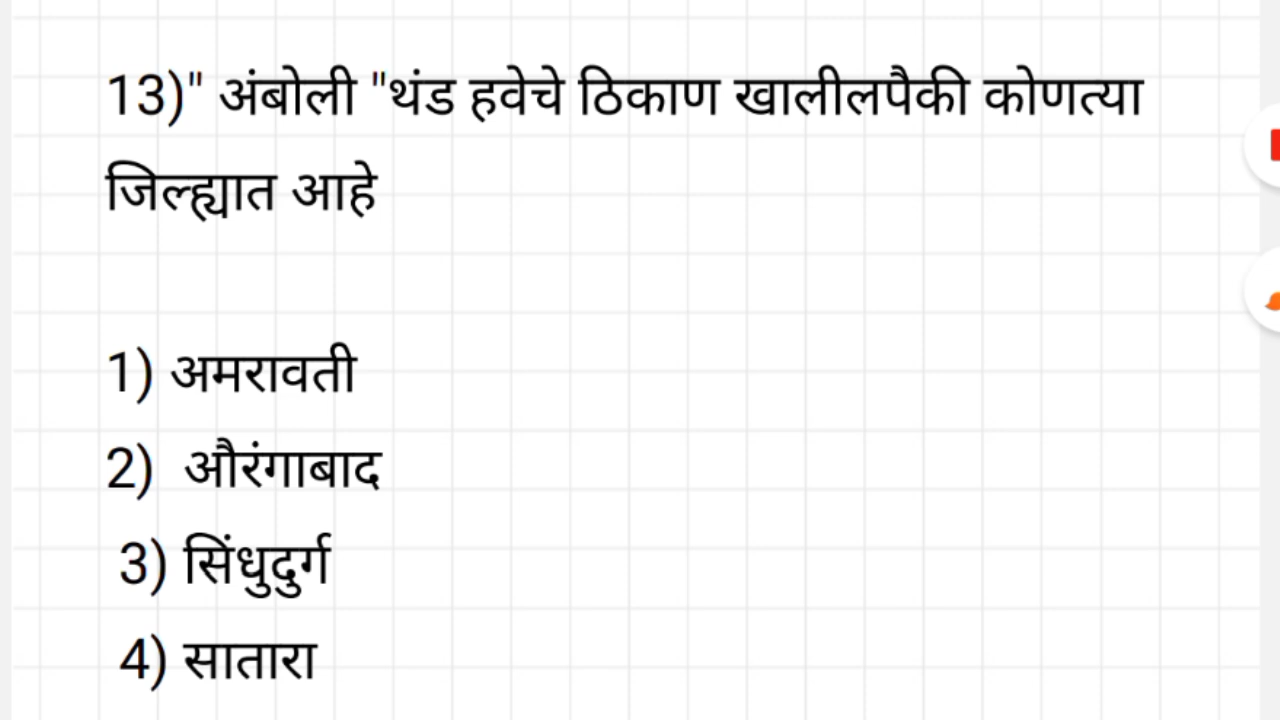 13)" अंबोली "थंड हवेचे ठिकाण खालीलपैकी कोणत्या
जिल्ह्यात आहे
1) अमरावती
2) औरंगाबाद
3) सिंधुदुर्ग
4) सातारा